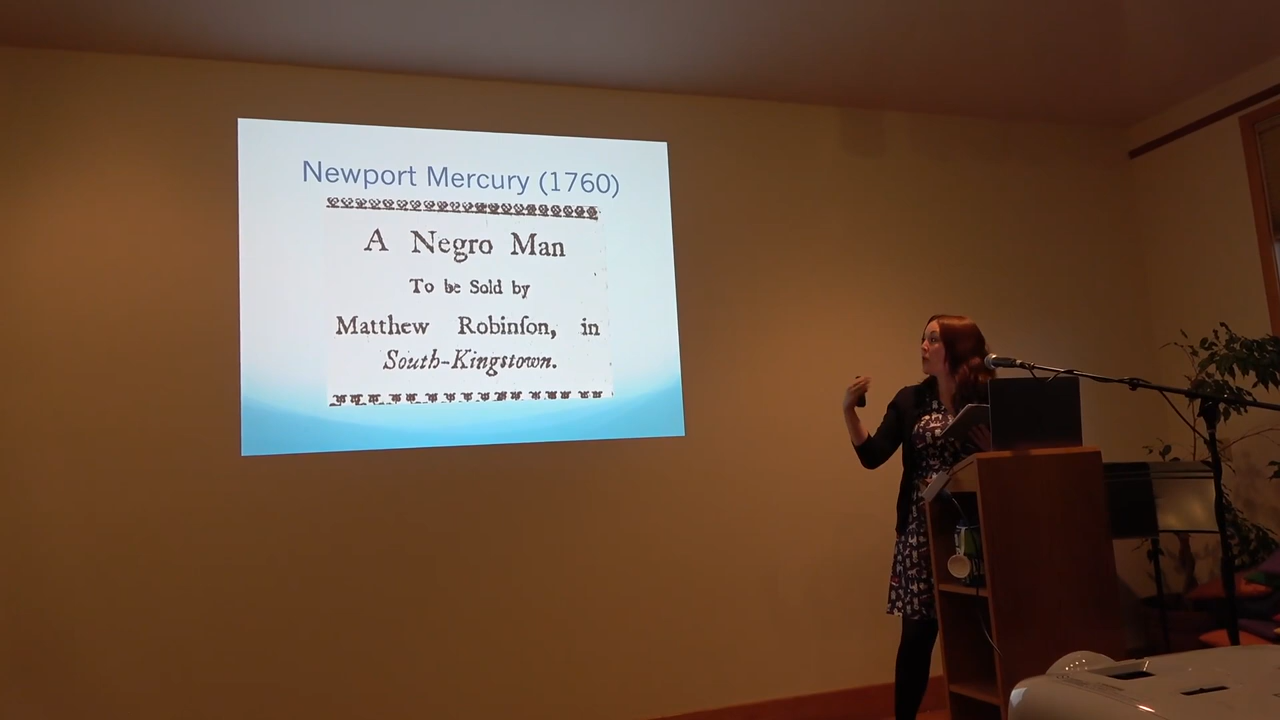 Newport Mercury (1760)
A Negro Man
To be Sold by
Matthew Robinſon, in
South-Kingstown.